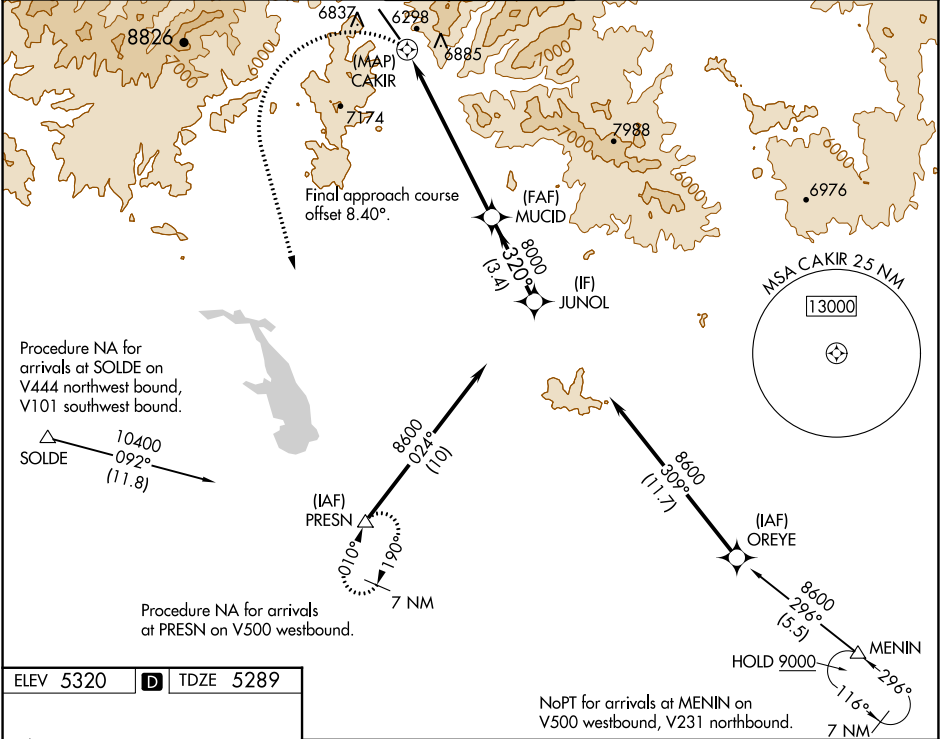 6837
6298
8826
7000
6000
6885
(MAP)
CAKIR
7174
7988
7000
6000
6000
6976
Final approach course
offset 8.40°.
(FAF)
MUCID
8000
320°
(3.4)
(IF)
JUNOL
MSA CAKIR 25 NM
13000
Procedure NA for
arrivals at SOLDE on
V444 northwest bound,
V101 southwest bound.
SOLDE
10400
092°
(11.8)
8600
024°
(10)
8600
309°
(11.7)
(IAF)
PRESN
010°
190°
7 NM
(IAF)
OREYE
8600
296°
(5.5)
Procedure NA for arrivals
at PRESN on V500 westbound.
MENIN
HOLD 9000
296°
116°
7 NM
ELEV 5320 D TDZE 5289
NoPT for arrivals at MENIN on
V500 westbound, V231 northbound.